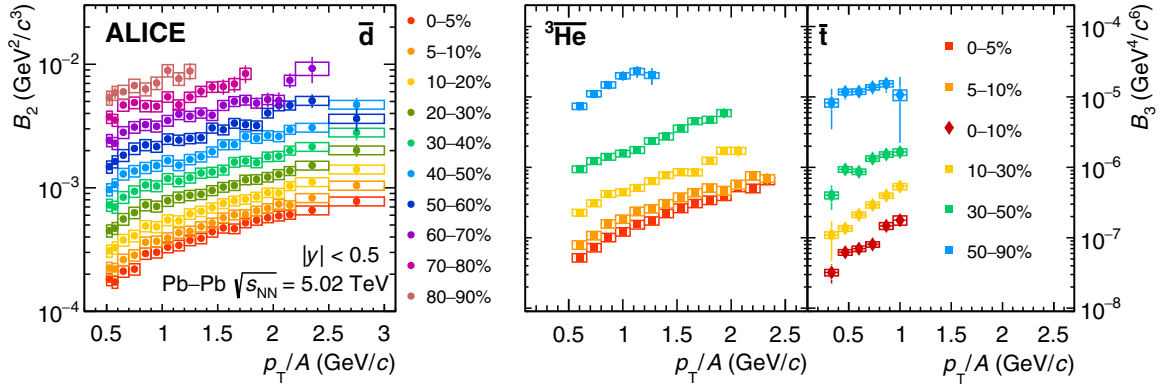 ALICE
d̄
10⁻²
10⁻³
10⁻⁴
B₂ (GeV²/c³)
|y| < 0.5
Pb–Pb √sNN = 5.02 TeV
0.5 1 1.5 2 2.5 3
pT/A (GeV/c)
0–5%
5–10%
10–20%
20–30%
30–40%
40–50%
50–60%
60–70%
70–80%
80–90%
³H̅e̅
0.5 1 1.5 2 2.5
pT/A (GeV/c)
t̄
0–5%
5–10%
0–10%
10–30%
30–50%
50–90%
0.5 1 1.5 2
pT/A (GeV/c)
10⁻⁴
10⁻⁵
10⁻⁶
10⁻⁷
10⁻⁸
B₃ (GeV⁴/c⁶)